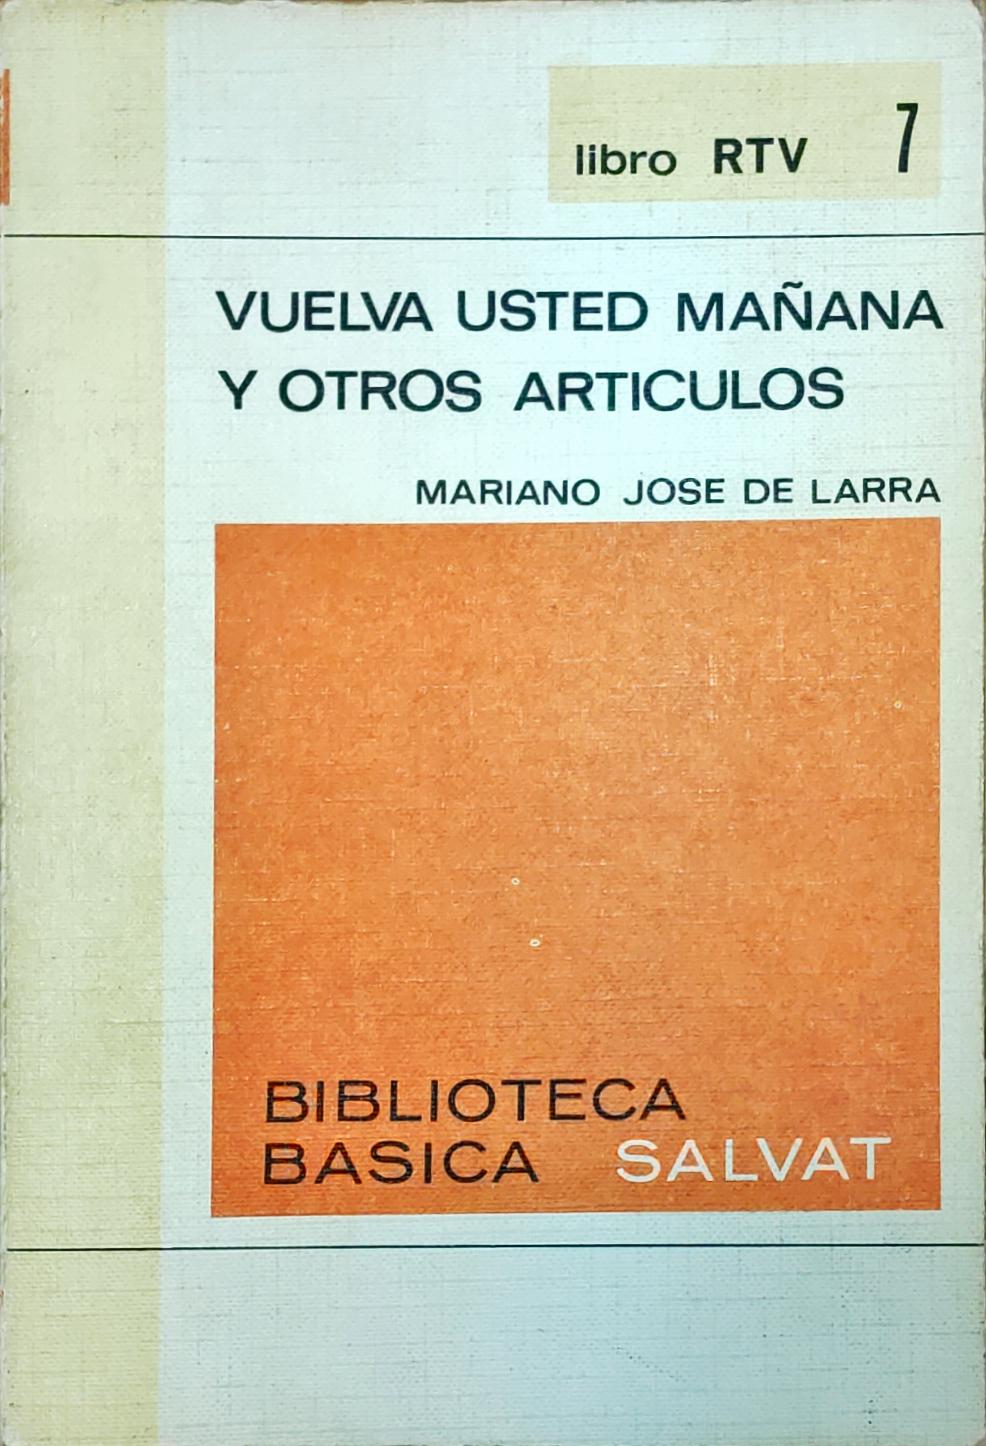 libro RTV 7
VUELVA USTED MAÑANA
Y OTROS ARTICULOS
MARIANO JOSE DE LARRA
BIBLIOTECA
BASICA SALVAT